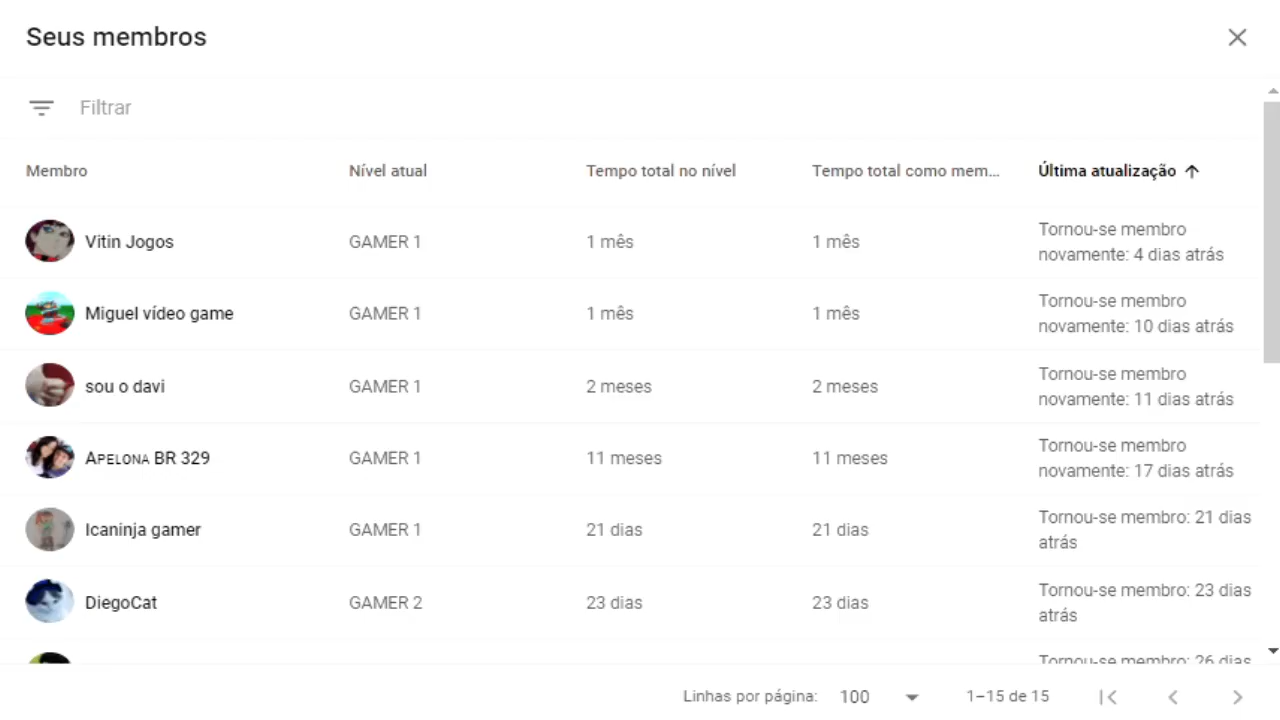 Seus membros
Filtrar
Membro Nível atual Tempo total no nível Tempo total como mem... Última atualização
Vitin Jogos GAMER 1 1 mês 1 mês Tornou-se membro
novamente: 4 dias atrás
Miguel vídeo game GAMER 1 1 mês 1 mês Tornou-se membro
novamente: 10 dias atrás
sou o davi GAMER 1 2 meses 2 meses Tornou-se membro
novamente: 11 dias atrás
Apelona BR 329 GAMER 1 11 meses 11 meses Tornou-se membro
novamente: 17 dias atrás
Icaninja gamer GAMER 1 21 dias 21 dias Tornou-se membro: 21 dias
atrás
DiegoCat GAMER 2 23 dias 23 dias Tornou-se membro: 23 dias
atrás
Tornou-se membro: 26 dias
Linhas por página: 100 1–15 de 15